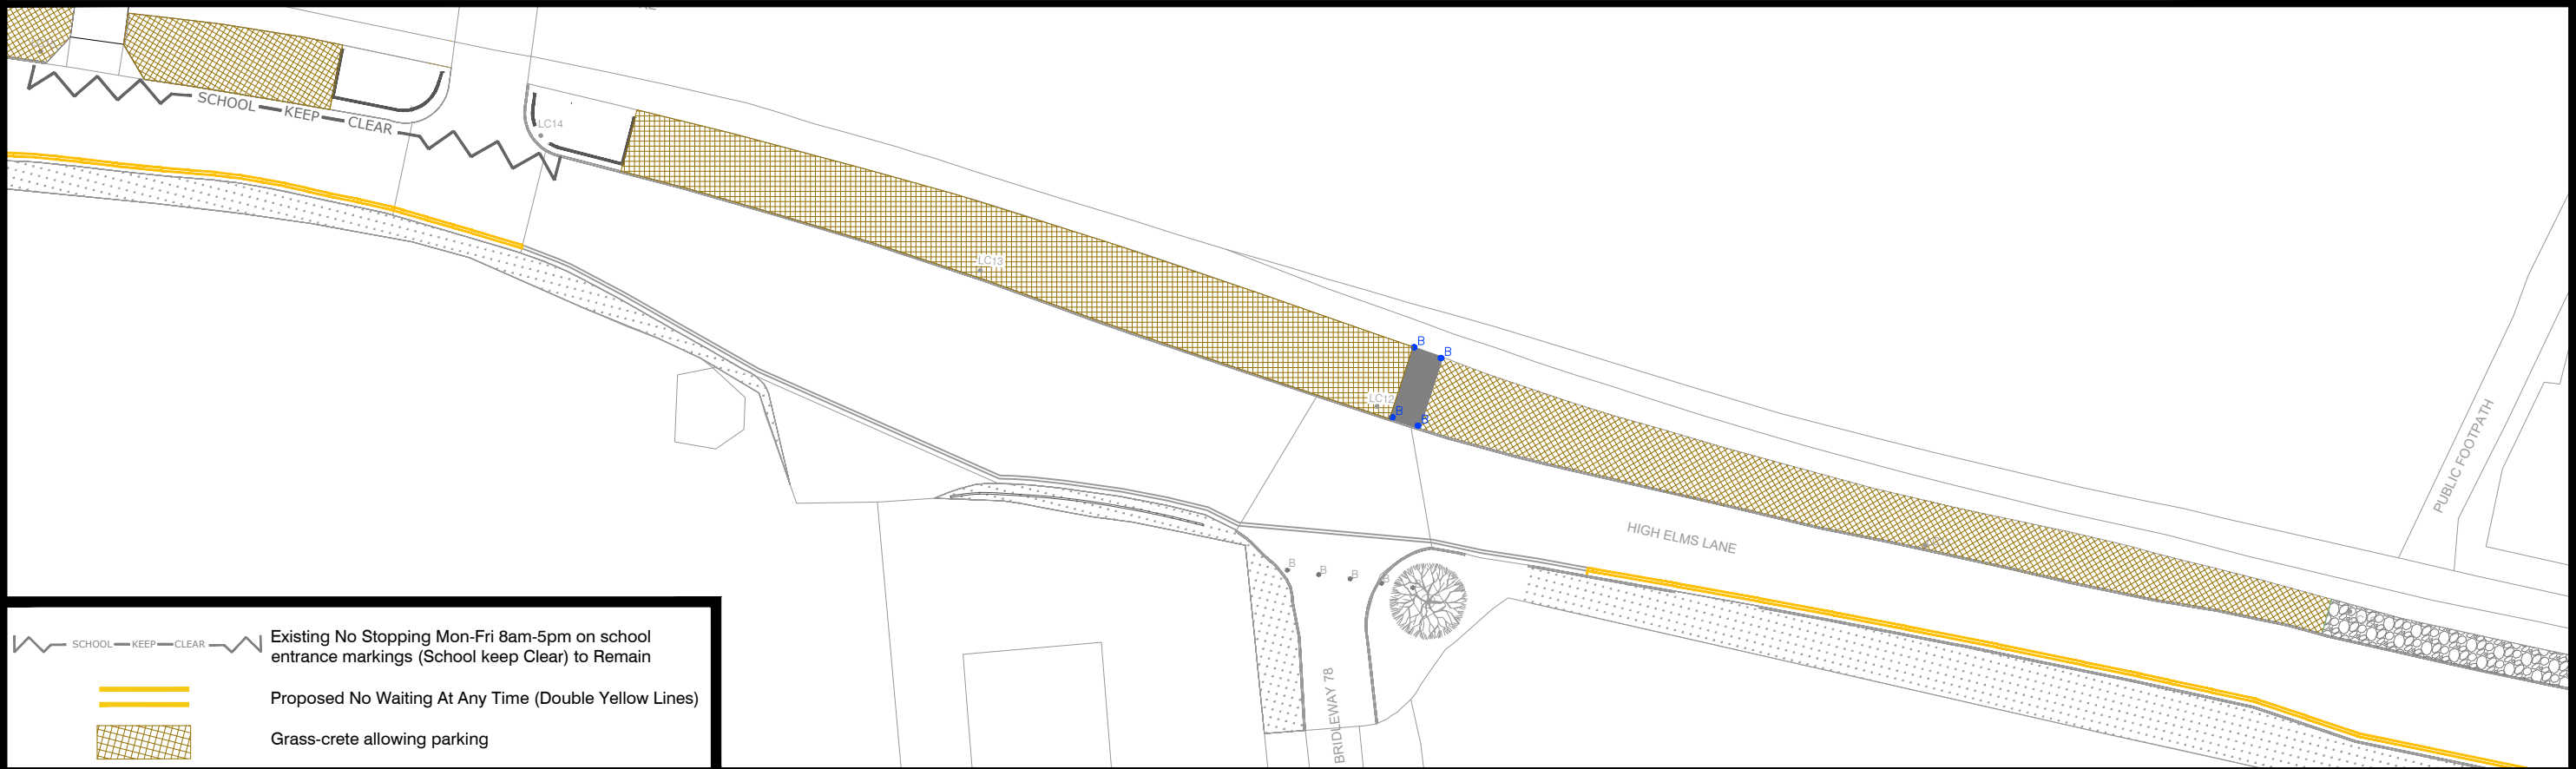 SCHOOL KEEP CLEAR
LC14
LC13
B
B
LC12
B
B
HIGH ELMS LANE
PUBLIC FOOTPATH
B
B
B
B
BRIDLEWAY 78
SCHOOL KEEP CLEAR
Existing No Stopping Mon-Fri 8am-5pm on school
entrance markings (School keep Clear) to Remain
Proposed No Waiting At Any Time (Double Yellow Lines)
Grass-crete allowing parking